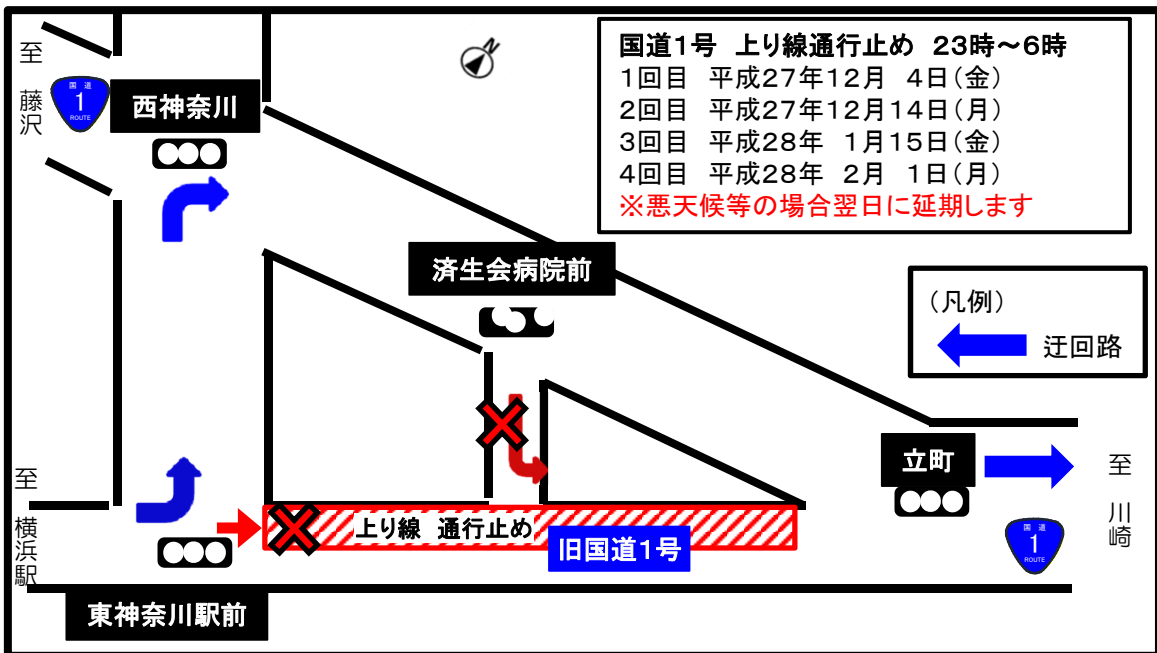 至
藤沢
国道
1
ROUTE
西神奈川
N
国道1号 上り線通行止め 23時～6時
1回目 平成27年12月 4日(金)
2回目 平成27年12月14日(月)
3回目 平成28年 1月15日(金)
4回目 平成28年 2月 1日(月)
※悪天候等の場合翌日に延期します
済生会病院前
(凡例)
迂回路
立町
至
川崎
至
横浜駅
上り線 通行止め
旧国道1号
国道
1
ROUTE
東神奈川駅前